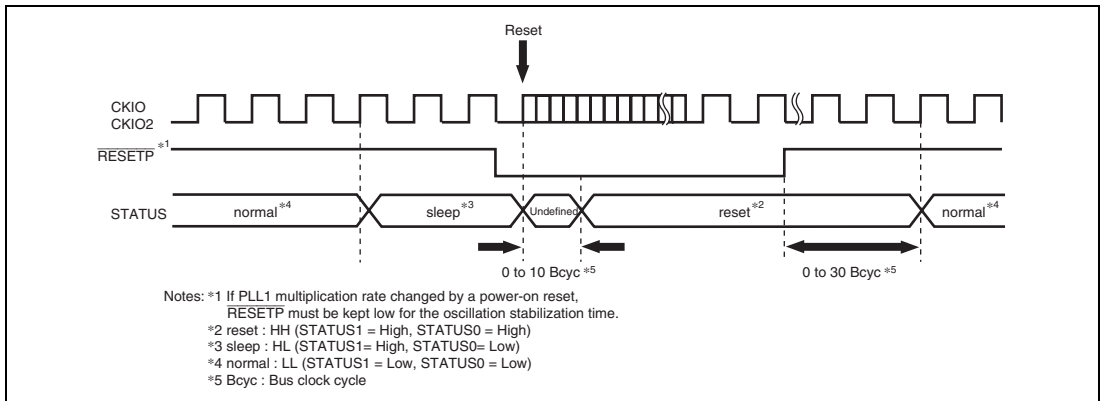 Reset
CKIO
CKIO2
RESETP *1
STATUS
normal*4
sleep*3
Undefined
reset*2
normal*4
0 to 10 Bcyc *5
0 to 30 Bcyc *5
Notes: *1 If PLL1 multiplication rate changed by a power-on reset,
RESETP must be kept low for the oscillation stabilization time.
*2 reset : HH (STATUS1 = High, STATUS0 = High)
*3 sleep : HL (STATUS1= High, STATUS0= Low)
*4 normal : LL (STATUS1 = Low, STATUS0 = Low)
*5 Bcyc : Bus clock cycle